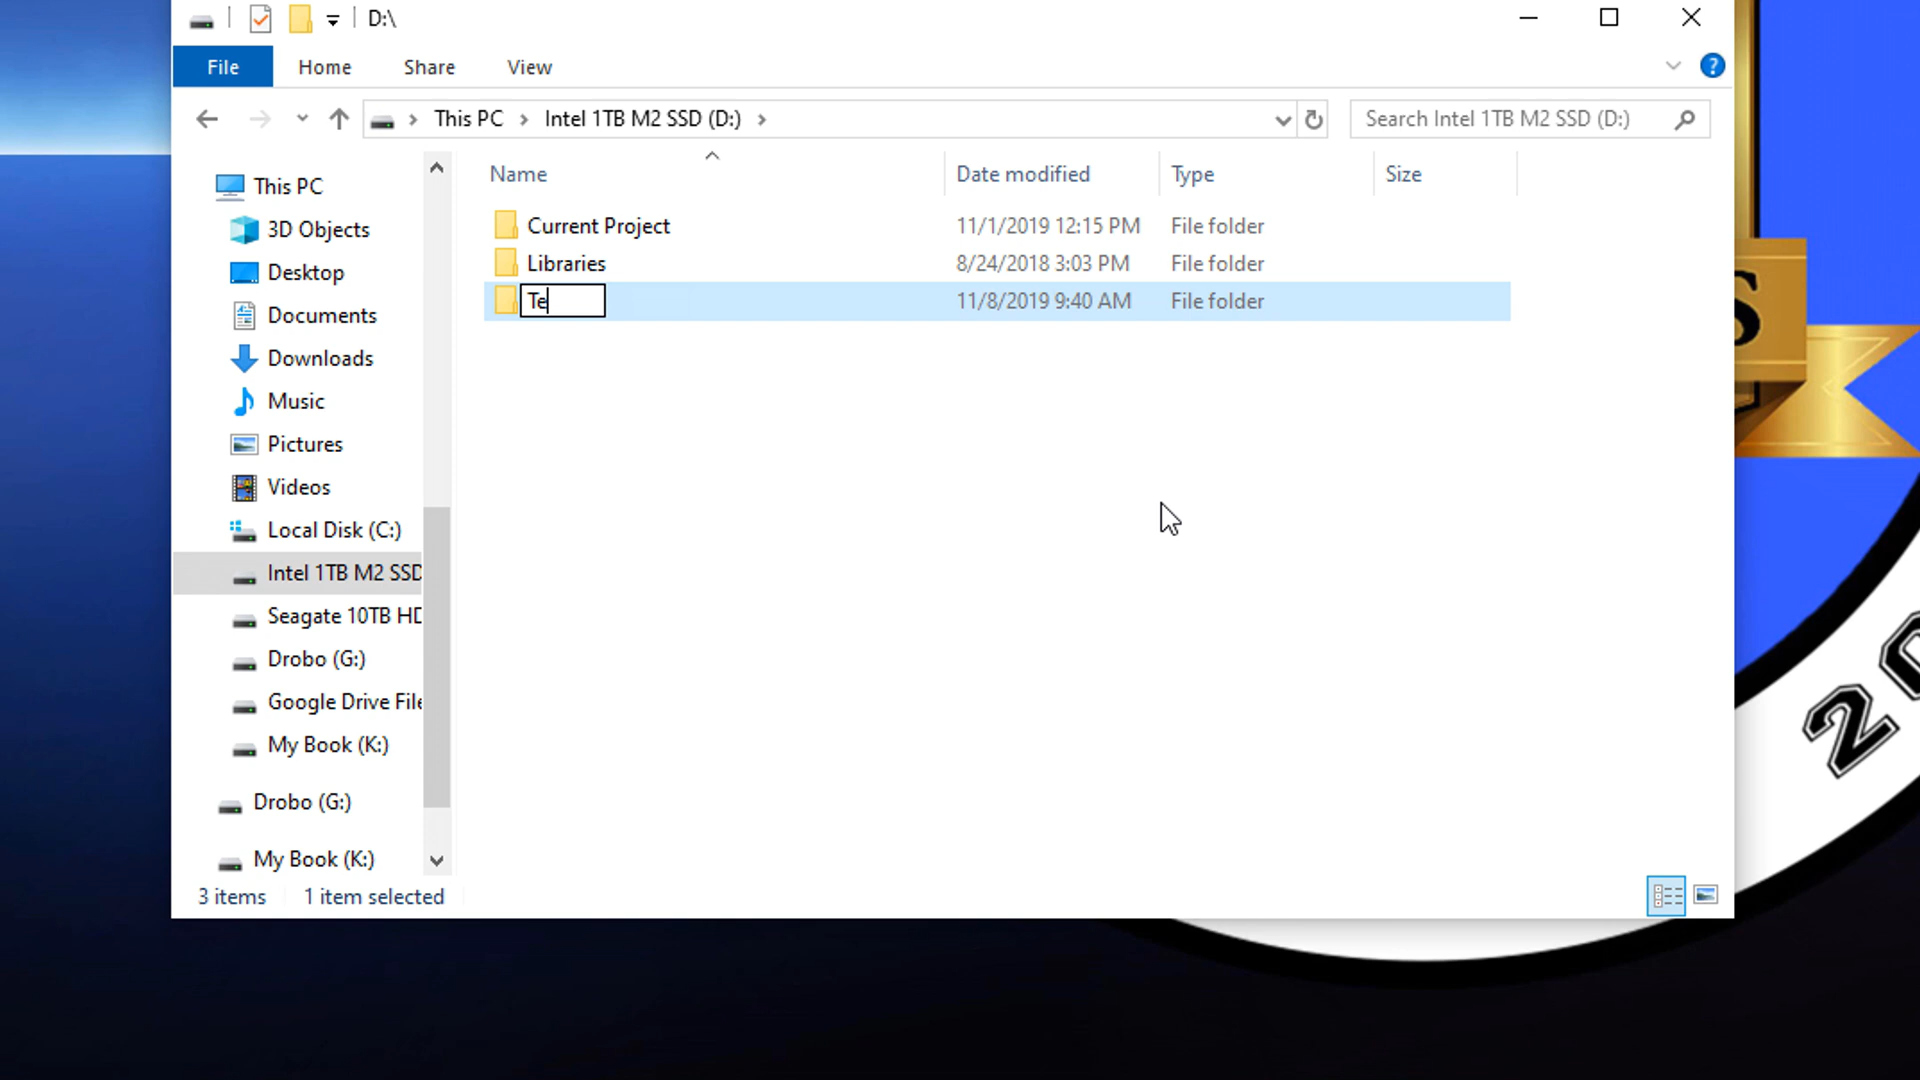 D:\
File Home Share View
This PC Intel 1TB M2 SSD (D:) Search Intel 1TB M2 SSD (D:)
Name Date modified Type Size
This PC
3D Objects
Desktop
Documents
Downloads
Music
Pictures
Videos
Local Disk (C:)
Intel 1TB M2 SSD
Seagate 10TB HD
Drobo (G:)
Google Drive File
My Book (K:)
Drobo (G:)
My Book (K:)
Current Project 11/1/2019 12:15 PM File folder
Libraries 8/24/2018 3:03 PM File folder
Te 11/8/2019 9:40 AM File folder
3 items 1 item selected
S
20